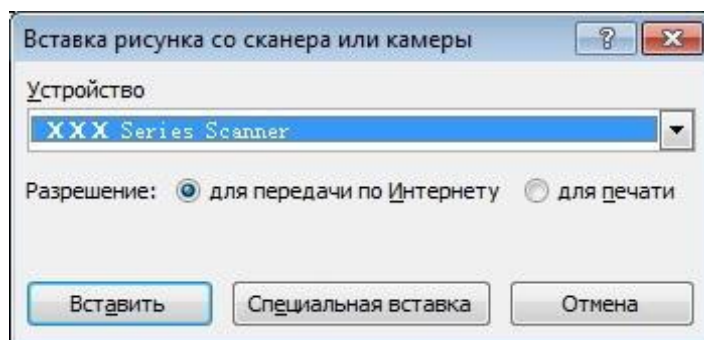 Вставка рисунка со сканера или камеры
Устройство
XXX Series Scanner
Разрешение: для передачи по Интернету для печати
Вставить Специальная вставка Отмена